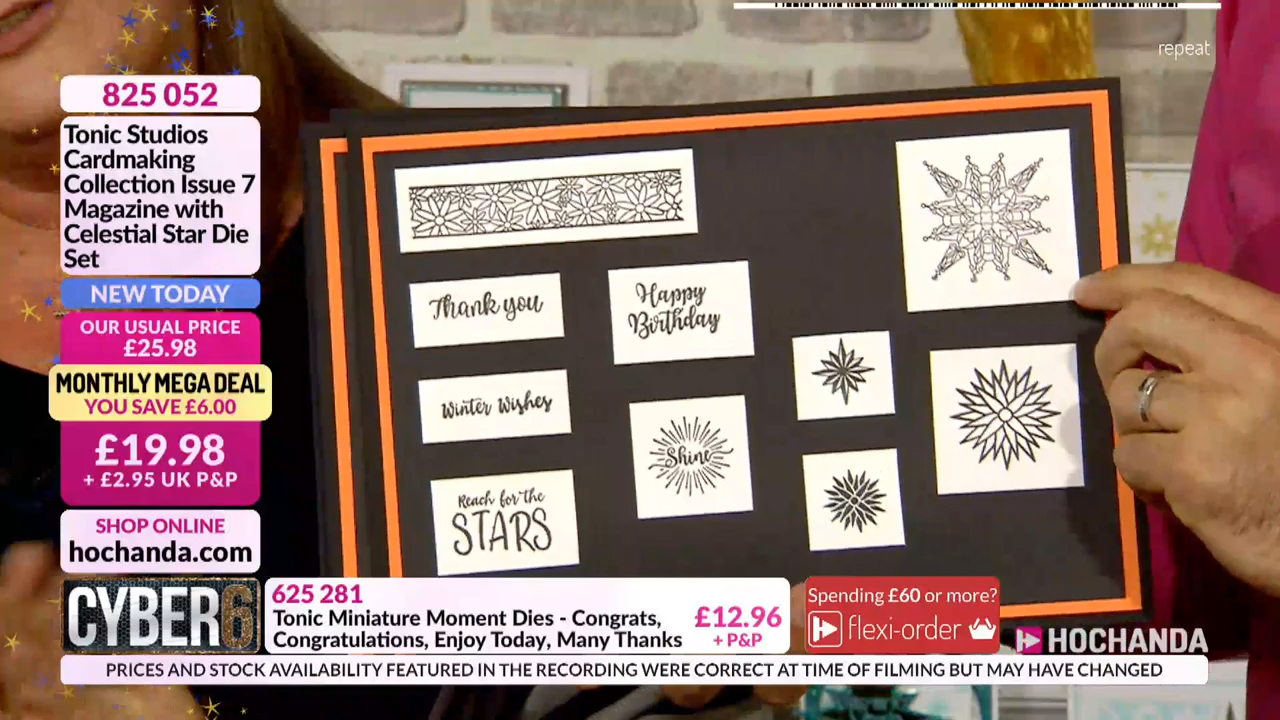 repeat
825 052
Tonic Studios
Cardmaking
Collection Issue 7
Magazine with
Celestial Star Die
Set
NEW TODAY
OUR USUAL PRICE
£25.98
MONTHLY MEGA DEAL
YOU SAVE £6.00
£19.98
+ £2.95 UK P&P
SHOP ONLINE
hochanda.com
Thank you
Happy
Birthday
Winter Wishes
Shine
Reach for the
STARS
CYBER6
625 281
Tonic Miniature Moment Dies - Congrats,
Congratulations, Enjoy Today, Many Thanks
£12.96
+ P&P
Spending £60 or more?
flexi-order
HOCHANDA
PRICES AND STOCK AVAILABILITY FEATURED IN THE RECORDING WERE CORRECT AT TIME OF FILMING BUT MAY HAVE CHANGED